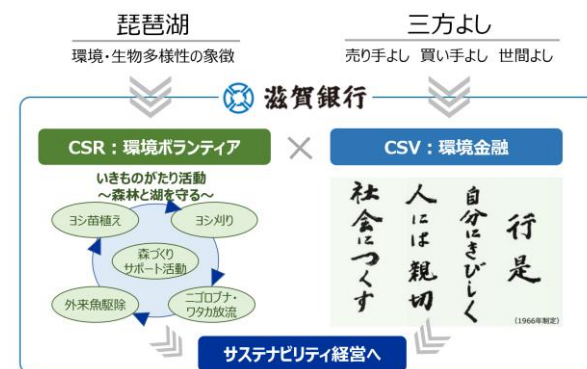 琵琶湖
環境・生物多様性の象徴
三方よし
売り手よし 買い手よし 世間よし
滋賀銀行
CSR：環境ボランティア
×
CSV：環境金融
いきものがたり活動
～森林と湖を守る～
ヨシ苗植え
ヨシ刈り
森づくり
サポート活動
外来魚駆除
ニゴロブナ・
ワタカ放流
行是
自分にきびしく
人には親切
社会につくす
（1966年制定）
サステナビリティ経営へ